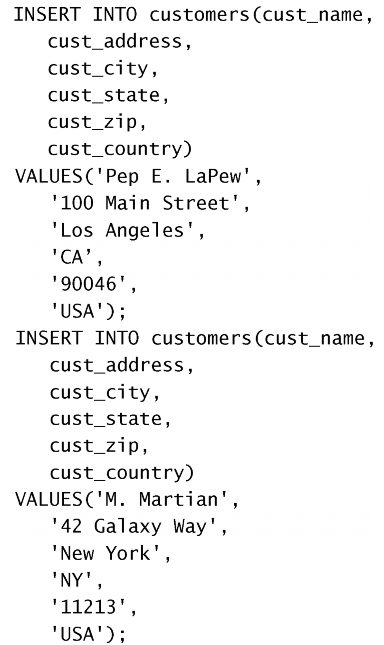 INSERT INTO customers(cust_name,
cust_address,
cust_city,
cust_state,
cust_zip,
cust_country)
VALUES('Pep E. LaPew',
'100 Main Street',
'Los Angeles',
'CA’,
'90046',
'USA');
INSERT INTO customers(cust_name,
cust_address,
cust_city,
cust_state,
cust_zip,
cust_country)
VALUES('M. Martian',
'42 Galaxy Way',
'New York',
'NY',
'11213',
'USA');